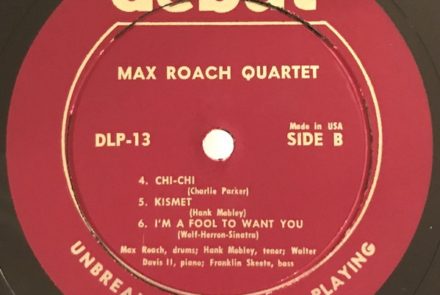 debut
MAX ROACH QUARTET
DLP-13
Made in USA
SIDE B
4. CHI-CHI
(Charlie Parker)
5. KISMET
(Hank Mobley)
6. I'M A FOOL TO WANT YOU
(Wolf-Herron-Sinatra)
Max Roach, drums; Hank Mobley, tenor; Walter
Davis II, piano; Franklin Skeete, bass
PLAYING